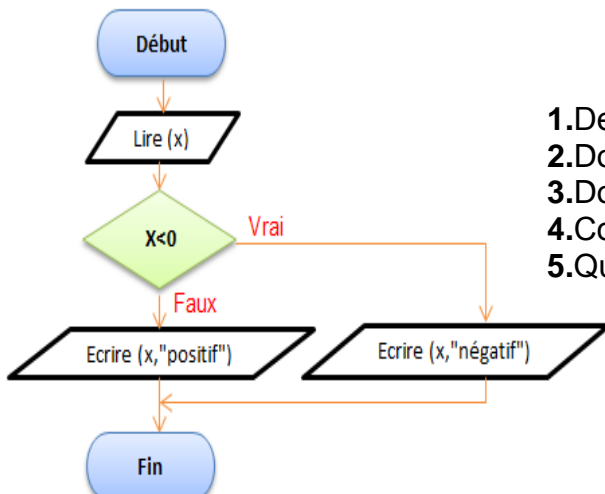 Début
Lire (x)
X<0
Vrai
Faux
Ecrire (x,"positif")
Ecrire (x,"négatif")
Fin
1.De
2.Do
3.Do
4.Co
5.Qu